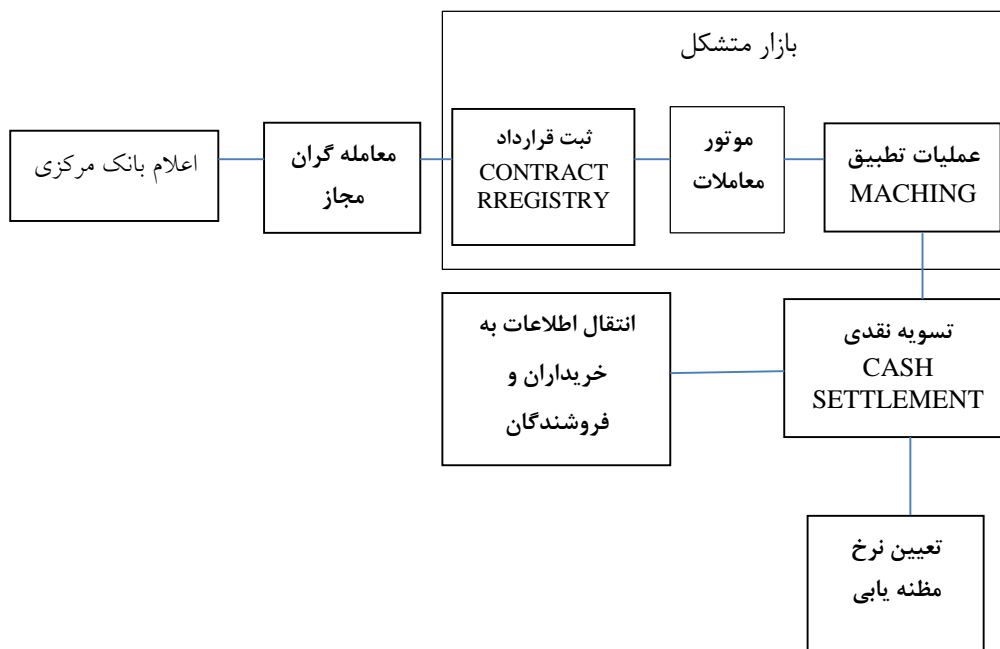 بازار متشکل
اعلام بانک مرکزی
معامله گران
مجاز
ثبت قرارداد
CONTRACT
RREGISTRY
موتور
معاملات
عملیات تطبیق
MACHING
تسویه نقدی
CASH
SETTLEMENT
انتقال اطلاعات به
خریداران و
فروشندگان
تعیین نرخ
مظنه یابی